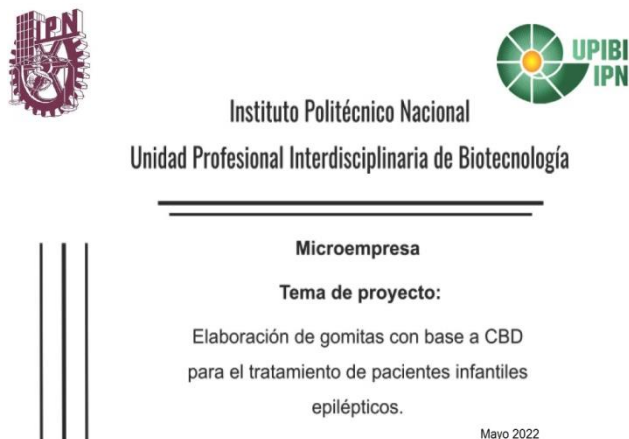 IPN
UPIBI
IPN
Instituto Politécnico Nacional
Unidad Profesional Interdisciplinaria de Biotecnología
Microempresa
Tema de proyecto:
Elaboración de gomitas con base a CBD
para el tratamiento de pacientes infantiles
epilépticos.
Mayo 2022